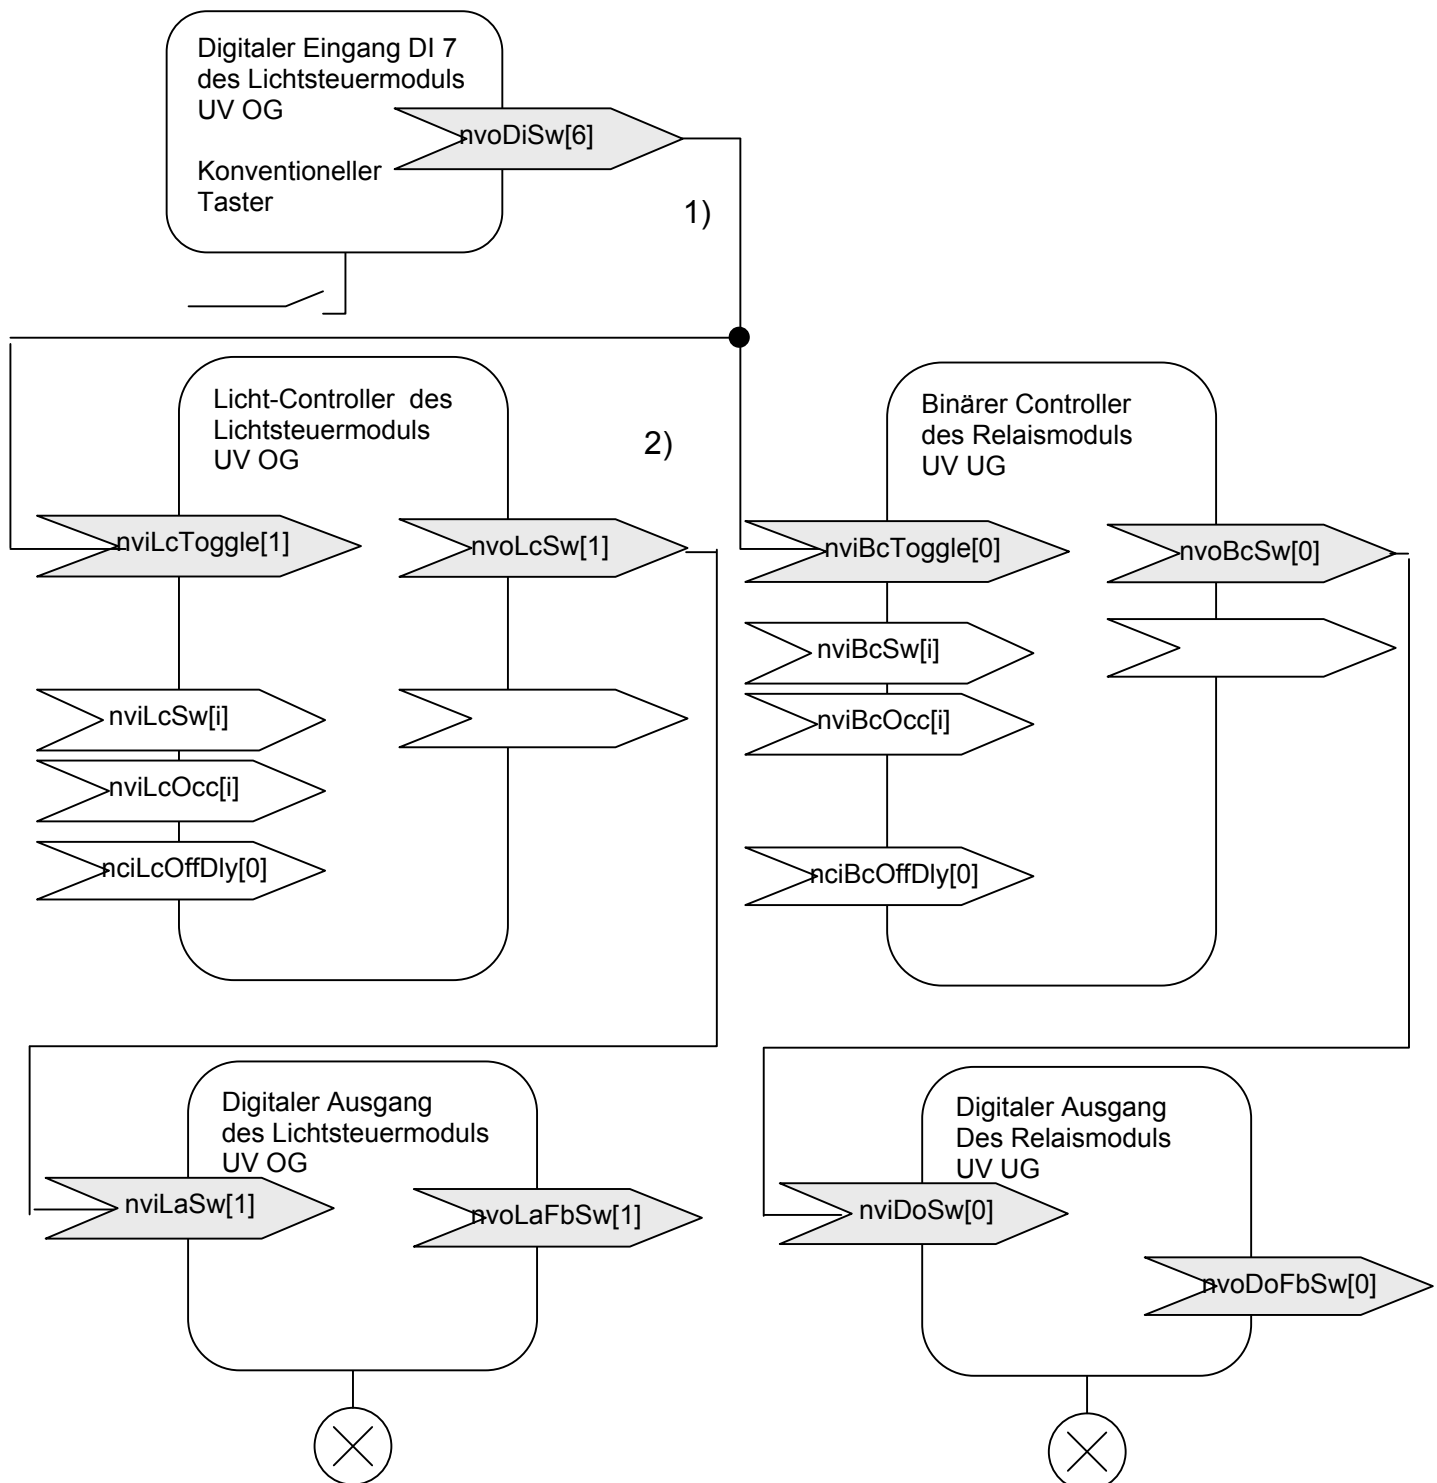 Digitaler Eingang DI 7
des Lichtsteuermoduls
UV OG
nvoDiSw[6]
Konventioneller
Taster
1)
Licht-Controller des
Lichtsteuermoduls
UV OG
2)
Binärer Controller
des Relaismoduls
UV UG
nviLcToggle[1]
nvoLcSw[1]
nviBcToggle[0]
nvoBcSw[0]
nviBcSw[i]
nviLcSw[i]
nviBcOcc[i]
nviLcOcc[i]
nciLcOffDly[0]
nciBcOffDly[0]
Digitaler Ausgang
des Lichtsteuermoduls
UV OG
Digitaler Ausgang
Des Relaismoduls
UV UG
nviLaSw[1]
nvoLaFbSw[1]
nviDoSw[0]
nvoDoFbSw[0]